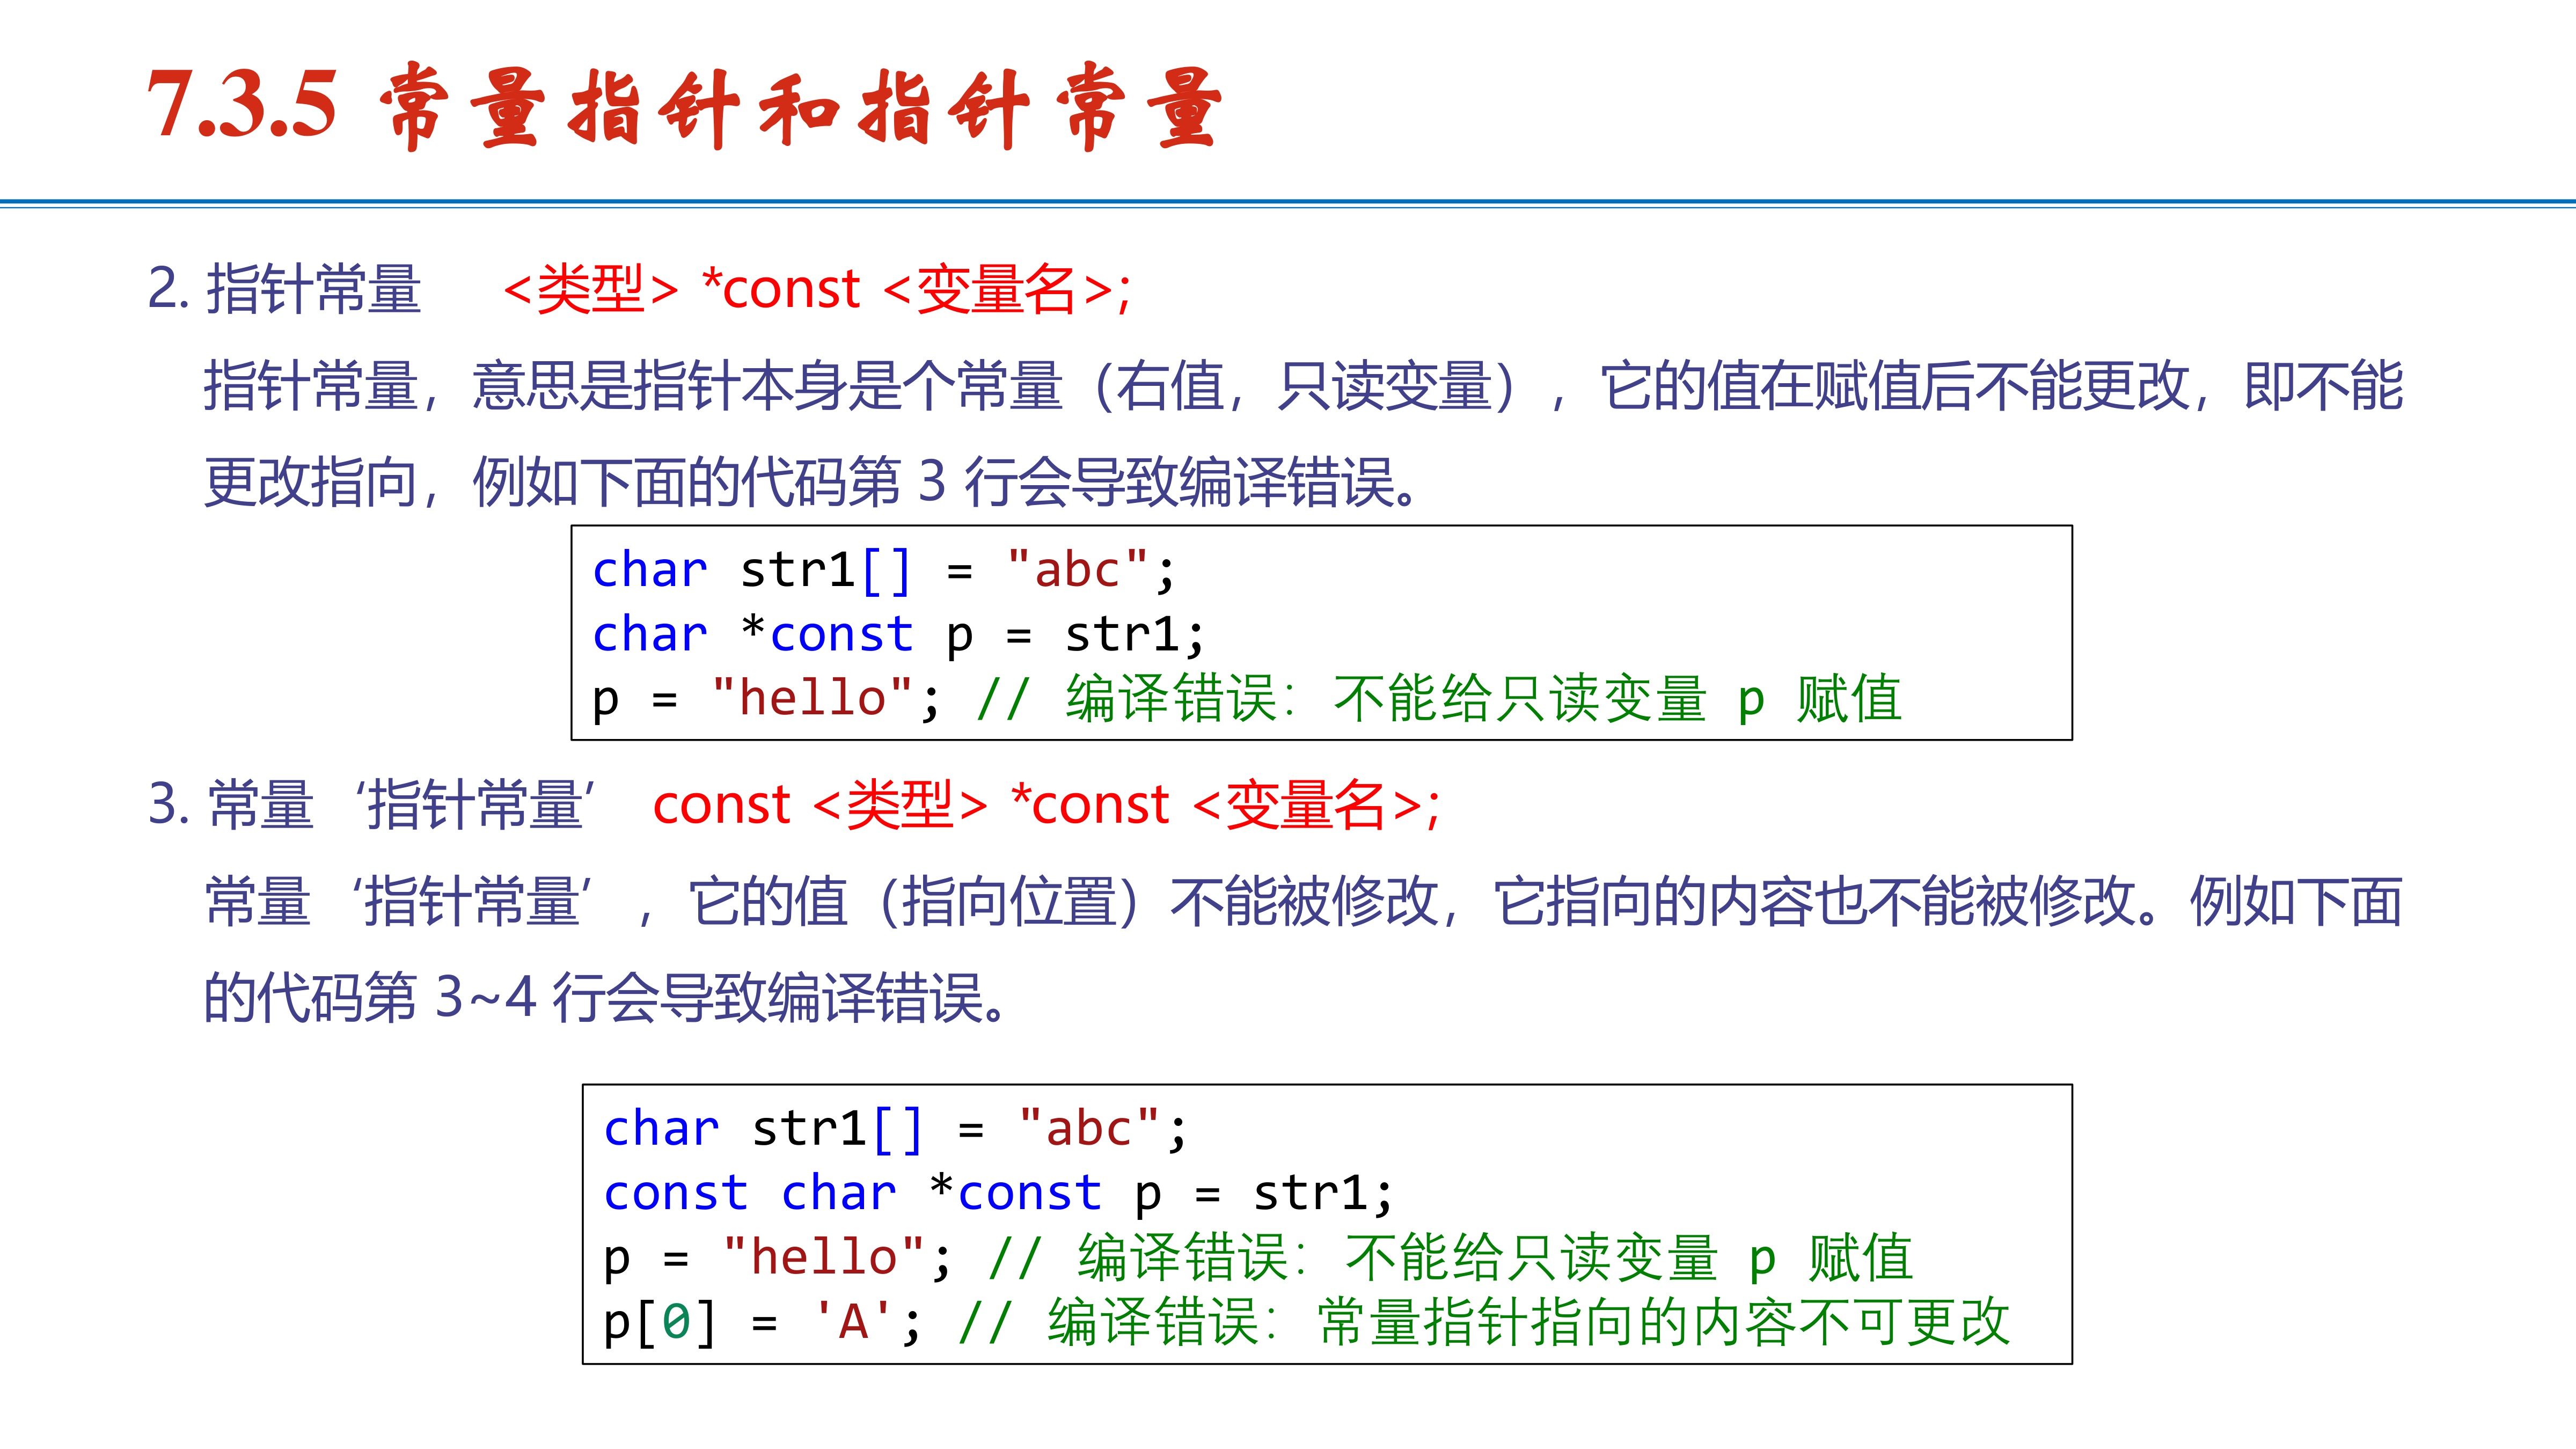 7.3.5 常量指针和指针常量
2. 指针常量 <类型> *const <变量名>;
指针常量，意思是指针本身是个常量（右值，只读变量），它的值在赋值后不能更改，即不能
更改指向，例如下面的代码第 3 行会导致编译错误。
char str1[] = "abc";
char *const p = str1;
p = "hello"; // 编译错误：不能给只读变量 p 赋值
3. 常量‘指针常量’ const <类型> *const <变量名>;
常量‘指针常量’，它的值（指向位置）不能被修改，它指向的内容也不能被修改。例如下面
的代码第 3~4 行会导致编译错误。
char str1[] = "abc";
const char *const p = str1;
p = "hello"; // 编译错误：不能给只读变量 p 赋值
p[0] = 'A'; // 编译错误：常量指针指向的内容不可更改